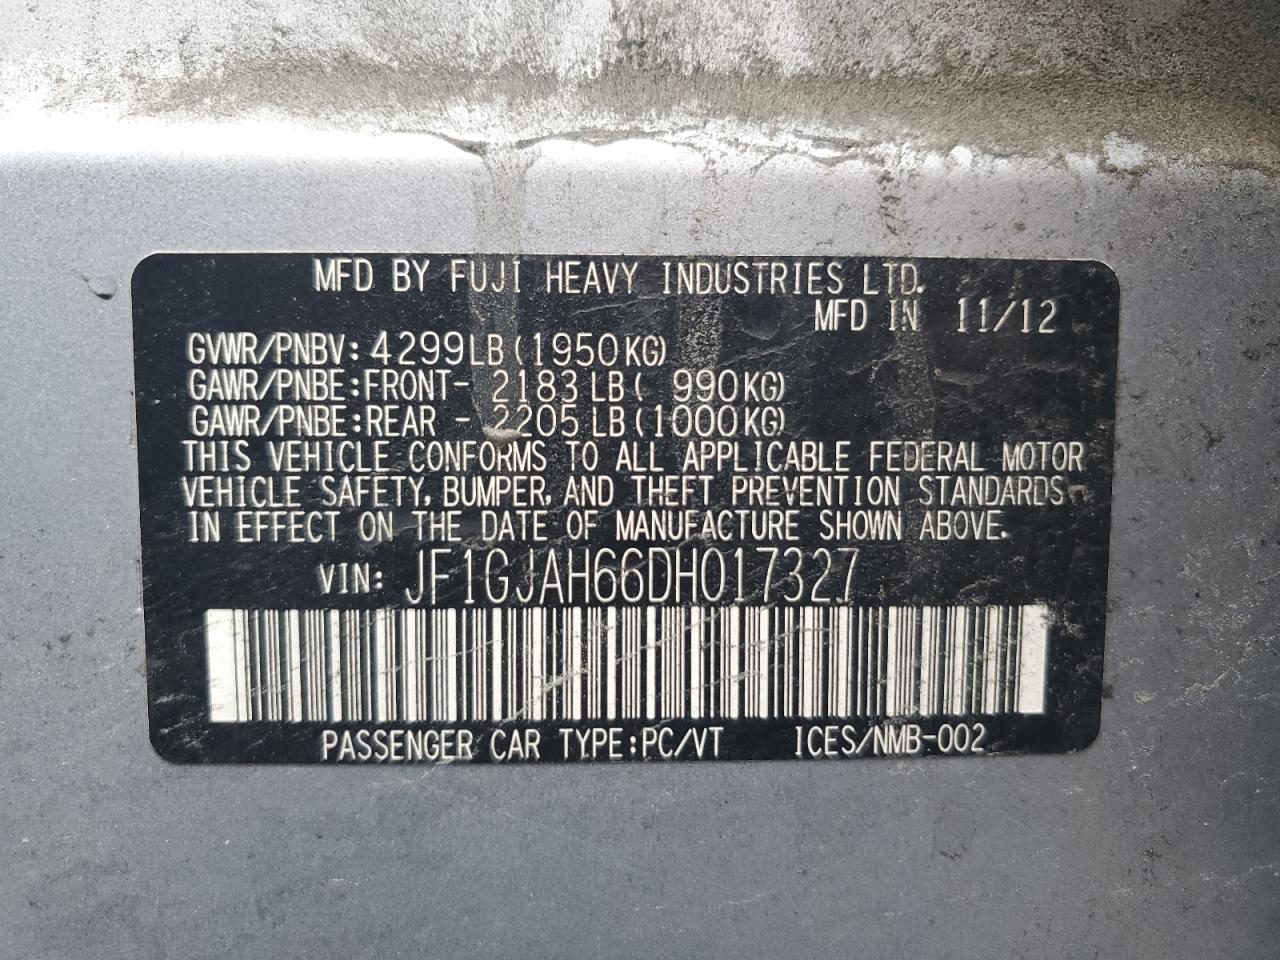 MFD BY FUJI HEAVY INDUSTRIES LTD.
MFD IN 11/12
GVWR/PNBV: 4299LB(1950KG)
GAWR/PNBE:FRONT- 2183LB( 990KG)
GAWR/PNBE:REAR - 2205LB(1000KG)
THIS VEHICLE CONFORMS TO ALL APPLICABLE FEDERAL MOTOR
VEHICLE SAFETY, BUMPER, AND THEFT PREVENTION STANDARDS
IN EFFECT ON THE DATE OF MANUFACTURE SHOWN ABOVE.
VIN: JF1GJAH66DH017327
PASSENGER CAR TYPE:PC/VT ICES/NMB-002